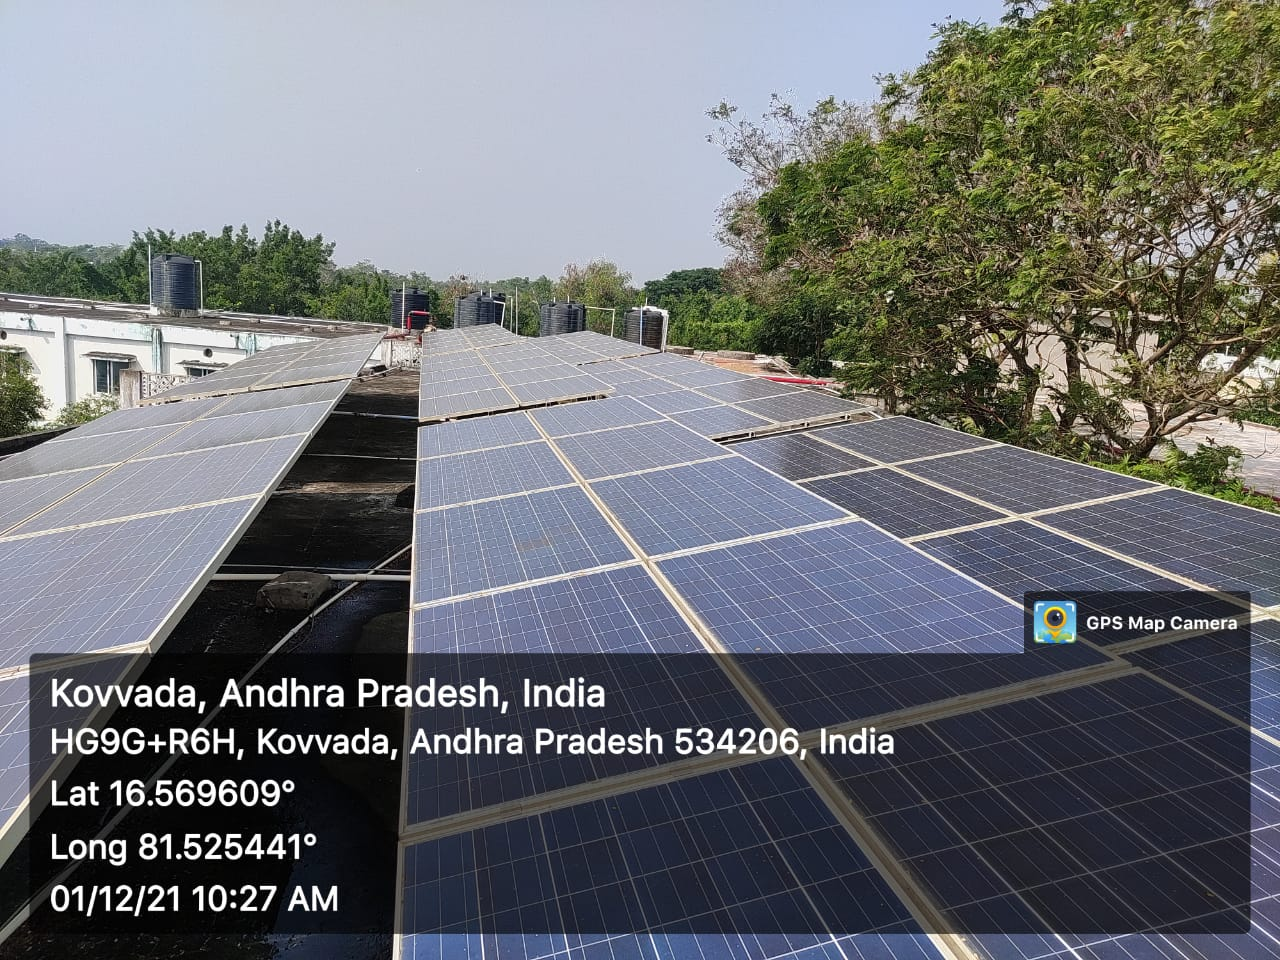 GPS Map Camera
Kovvada, Andhra Pradesh, India
HG9G+R6H, Kovvada, Andhra Pradesh 534206, India
Lat 16.569609°
Long 81.525441°
01/12/21 10:27 AM